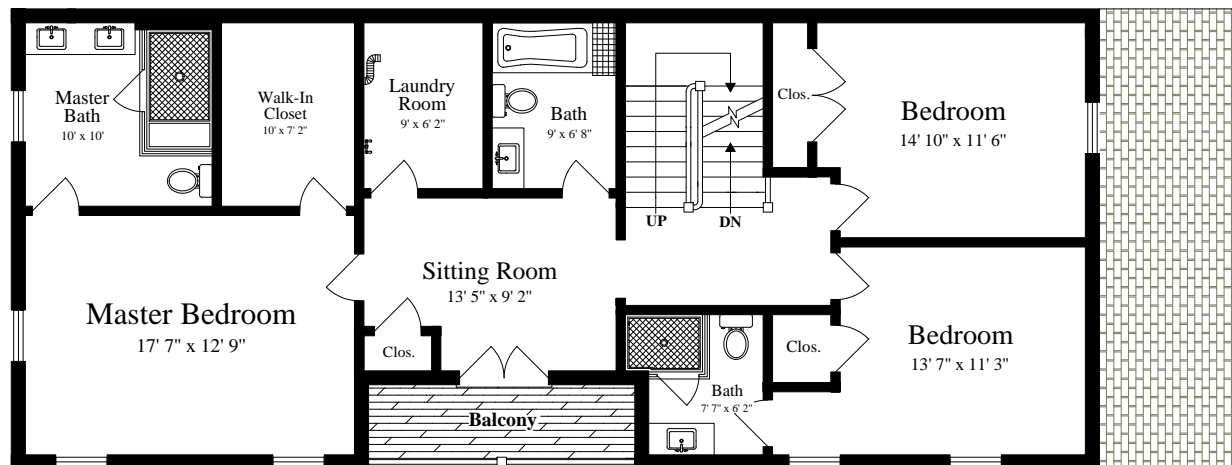 Master
Bath
10' x 10'
Walk-In
Closet
10' x 7' 2"
Laundry
Room
9' x 6' 2"
Bath
9' x 6' 8"
Clos.
Bedroom
14' 10" x 11' 6"
UP
DN
Sitting Room
13' 5" x 9' 2"
Master Bedroom
17' 7" x 12' 9"
Clos.
Balcony
Bath
7' 7" x 6' 2"
Clos.
Bedroom
13' 7" x 11' 3"